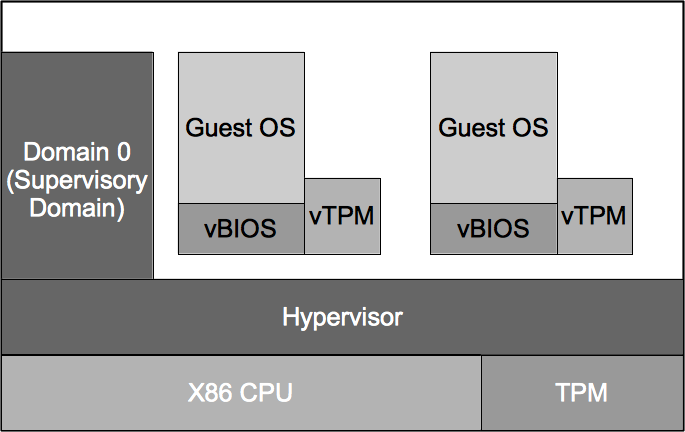 Domain 0
(Supervisory
Domain)
Guest OS
vBIOS
vTPM
Guest OS
vBIOS
vTPM
Hypervisor
X86 CPU
TPM